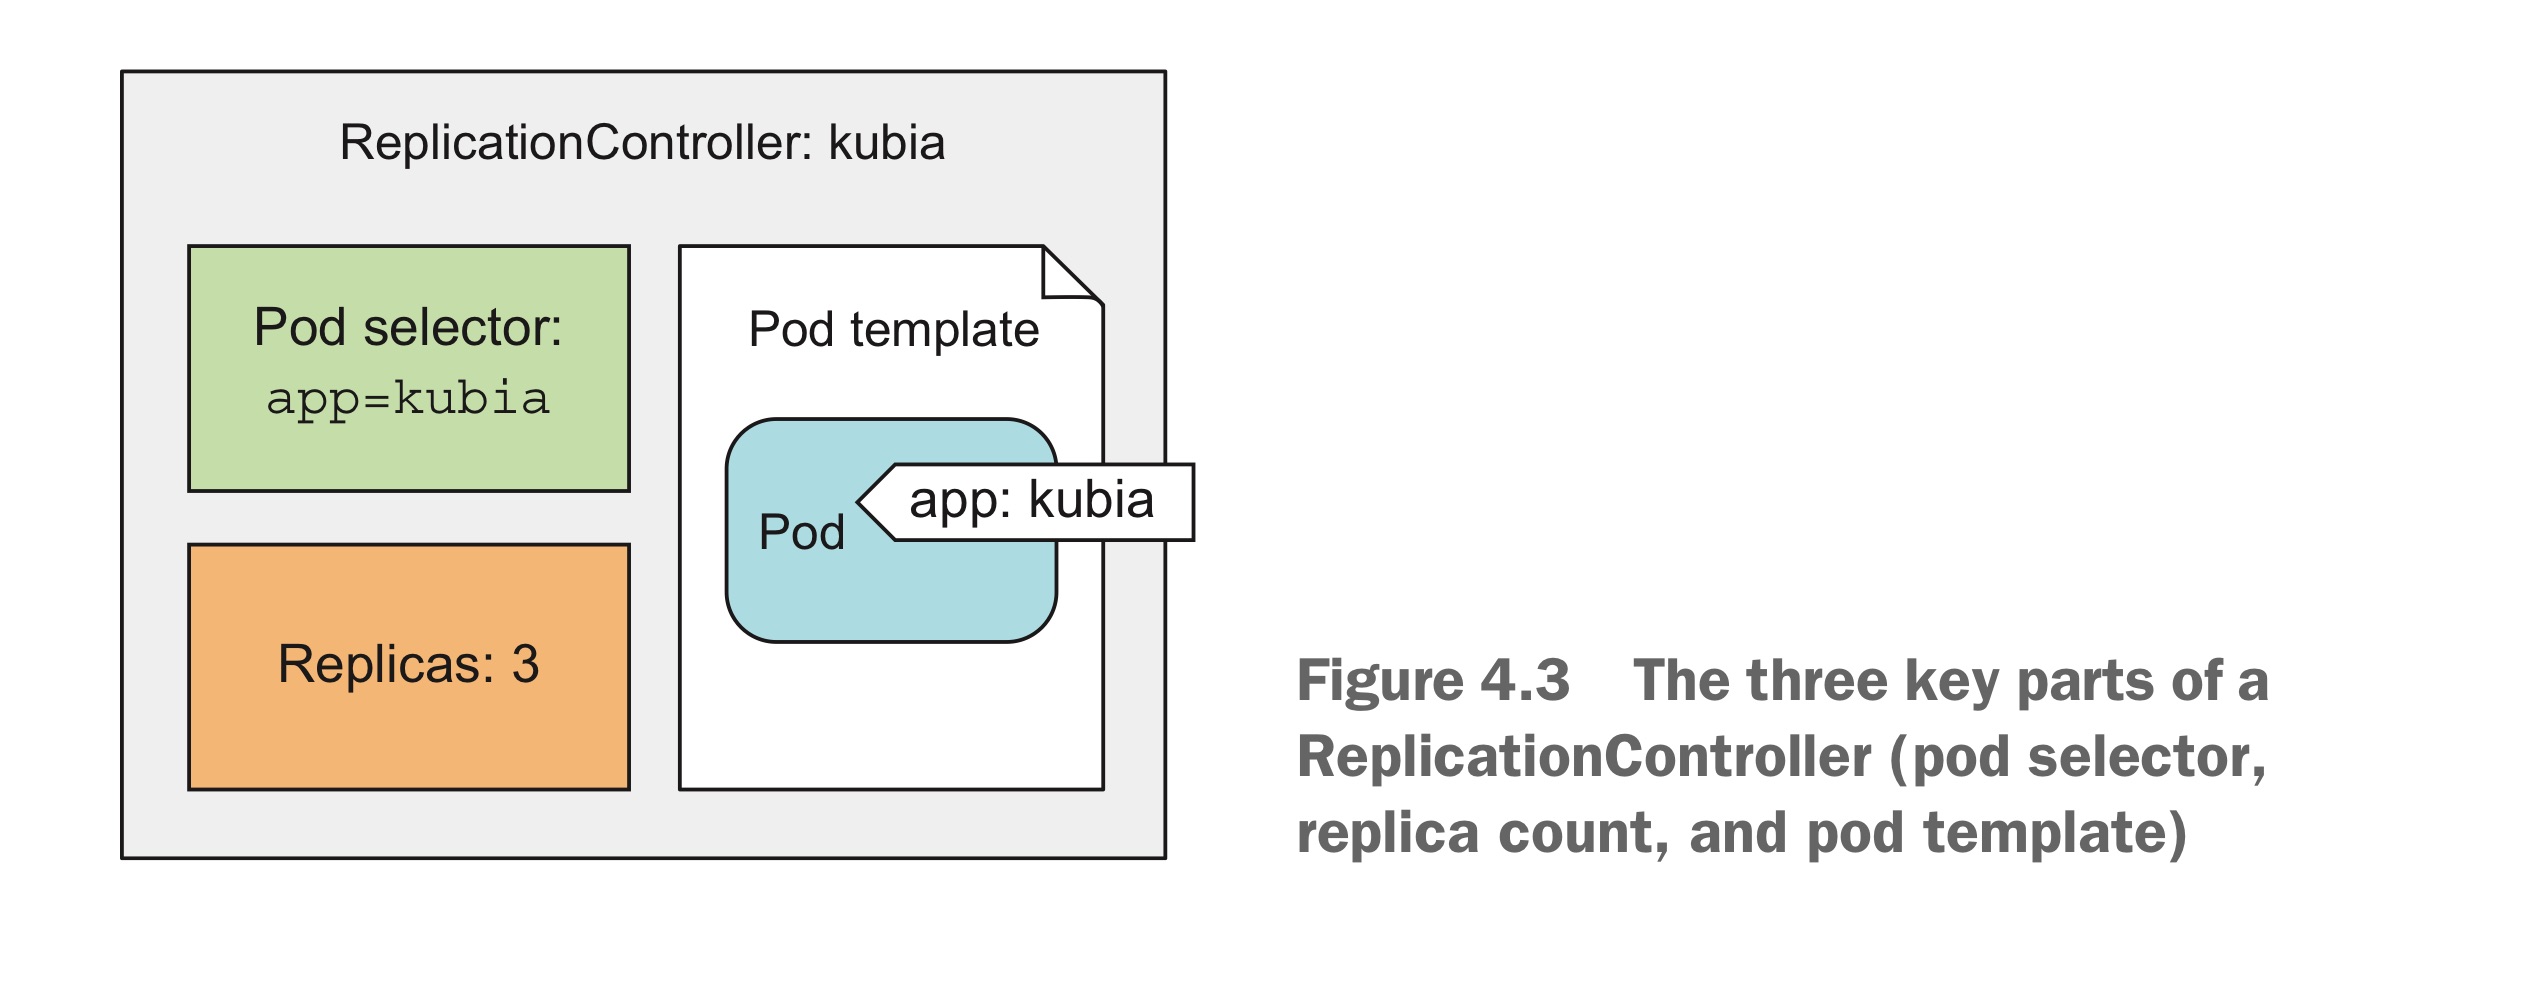 ReplicationController: kubia
Pod selector:
app=kubia
Replicas: 3
Pod template
Pod
app: kubia
Figure 4.3 The three key parts of a
ReplicationController (pod selector,
replica count, and pod template)